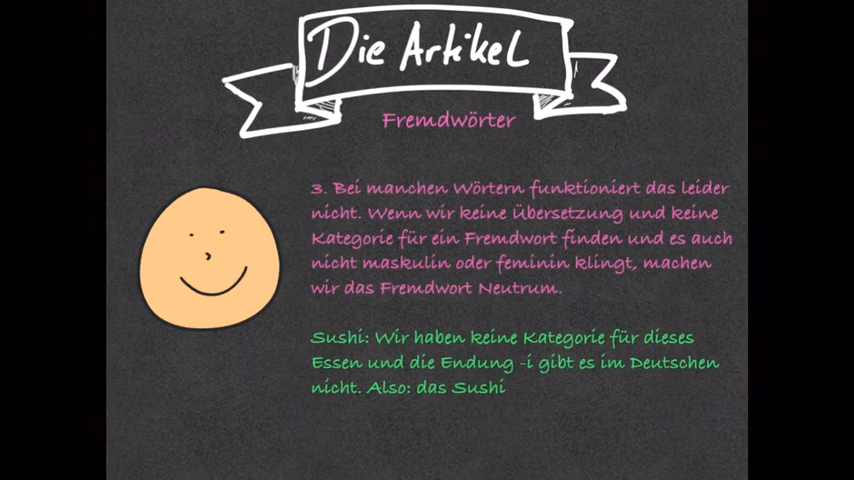 Die Artikel
Fremdwörter
3. Bei manchen Wörtern funktioniert das leider
nicht. Wenn wir keine übersetzung und keine
Kategorie für ein Fremdwort finden und es auch
nicht maskulin oder feminin klingt, machen
wir das Fremdwort Neutrum.
Sushi: Wir haben keine Kategorie für dieses
Essen und die Endung -i gibt es im Deutschen
nicht. Also: das Sushi